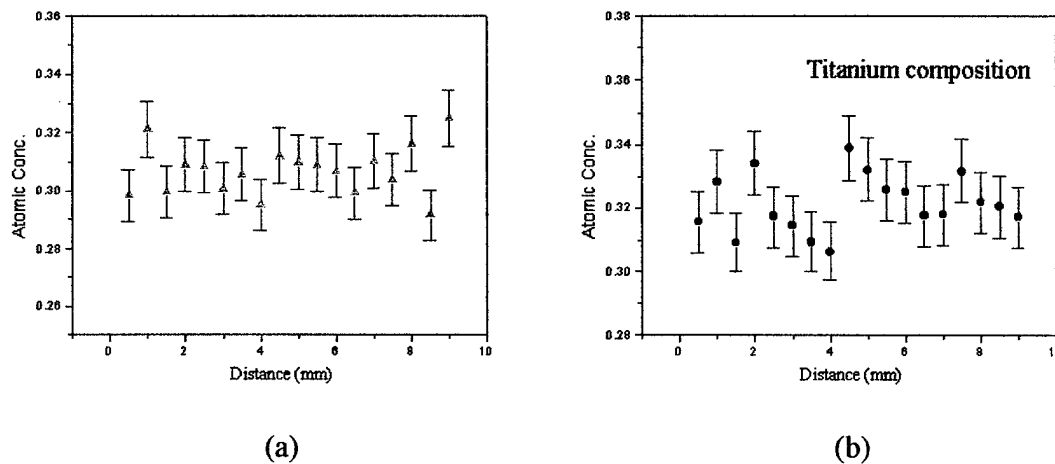 0.36
0.34
0.32
0.30
0.28
0.26
Atomic Conc.
0 2 4 6 8 10
Distance (mm)
(a)
0.38
0.36
0.34
0.32
0.30
0.28
Atomic Conc.
Titanium composition
0 2 4 6 8 1
Distance (mm)
(b)